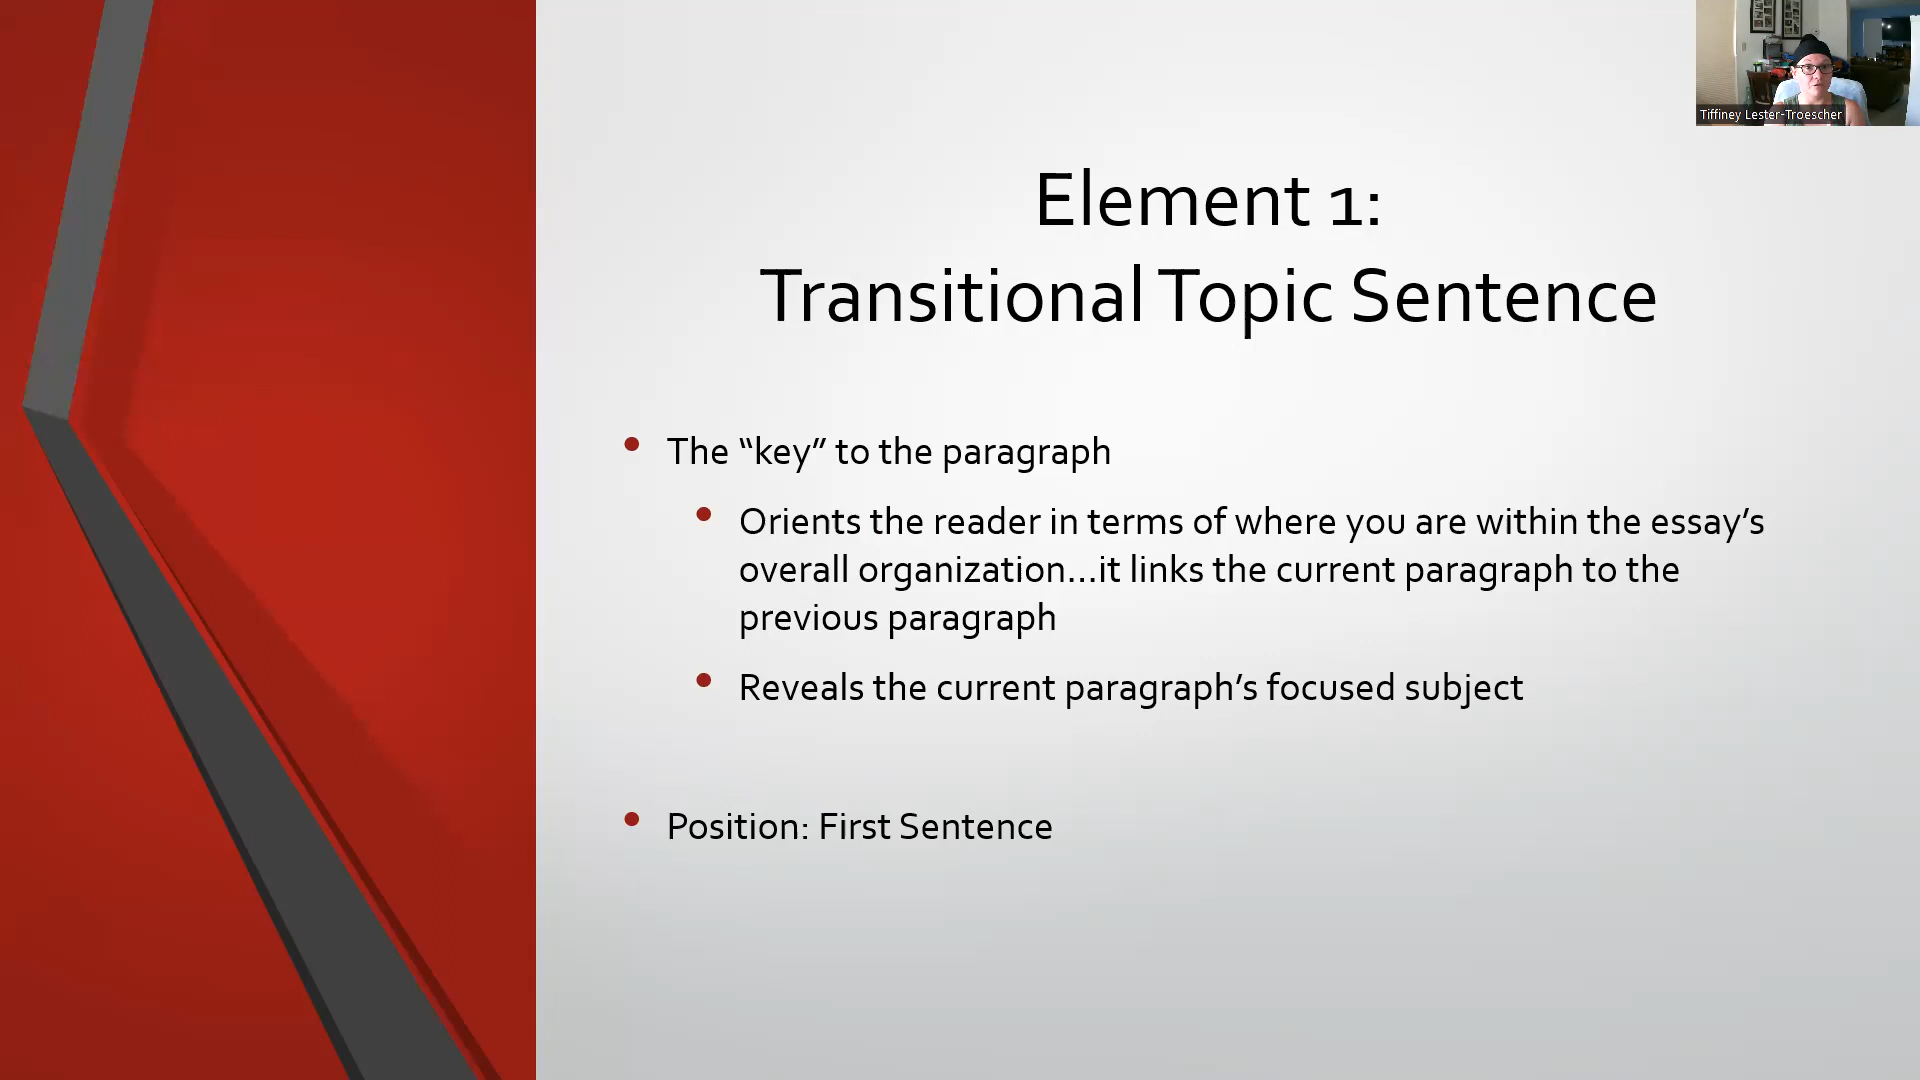 Tiffiney Lester-Troescher
Element 1:
Transitional Topic Sentence
• The “key” to the paragraph
• Orients the reader in terms of where you are within the essay’s
overall organization...it links the current paragraph to the
previous paragraph
• Reveals the current paragraph’s focused subject
• Position: First Sentence